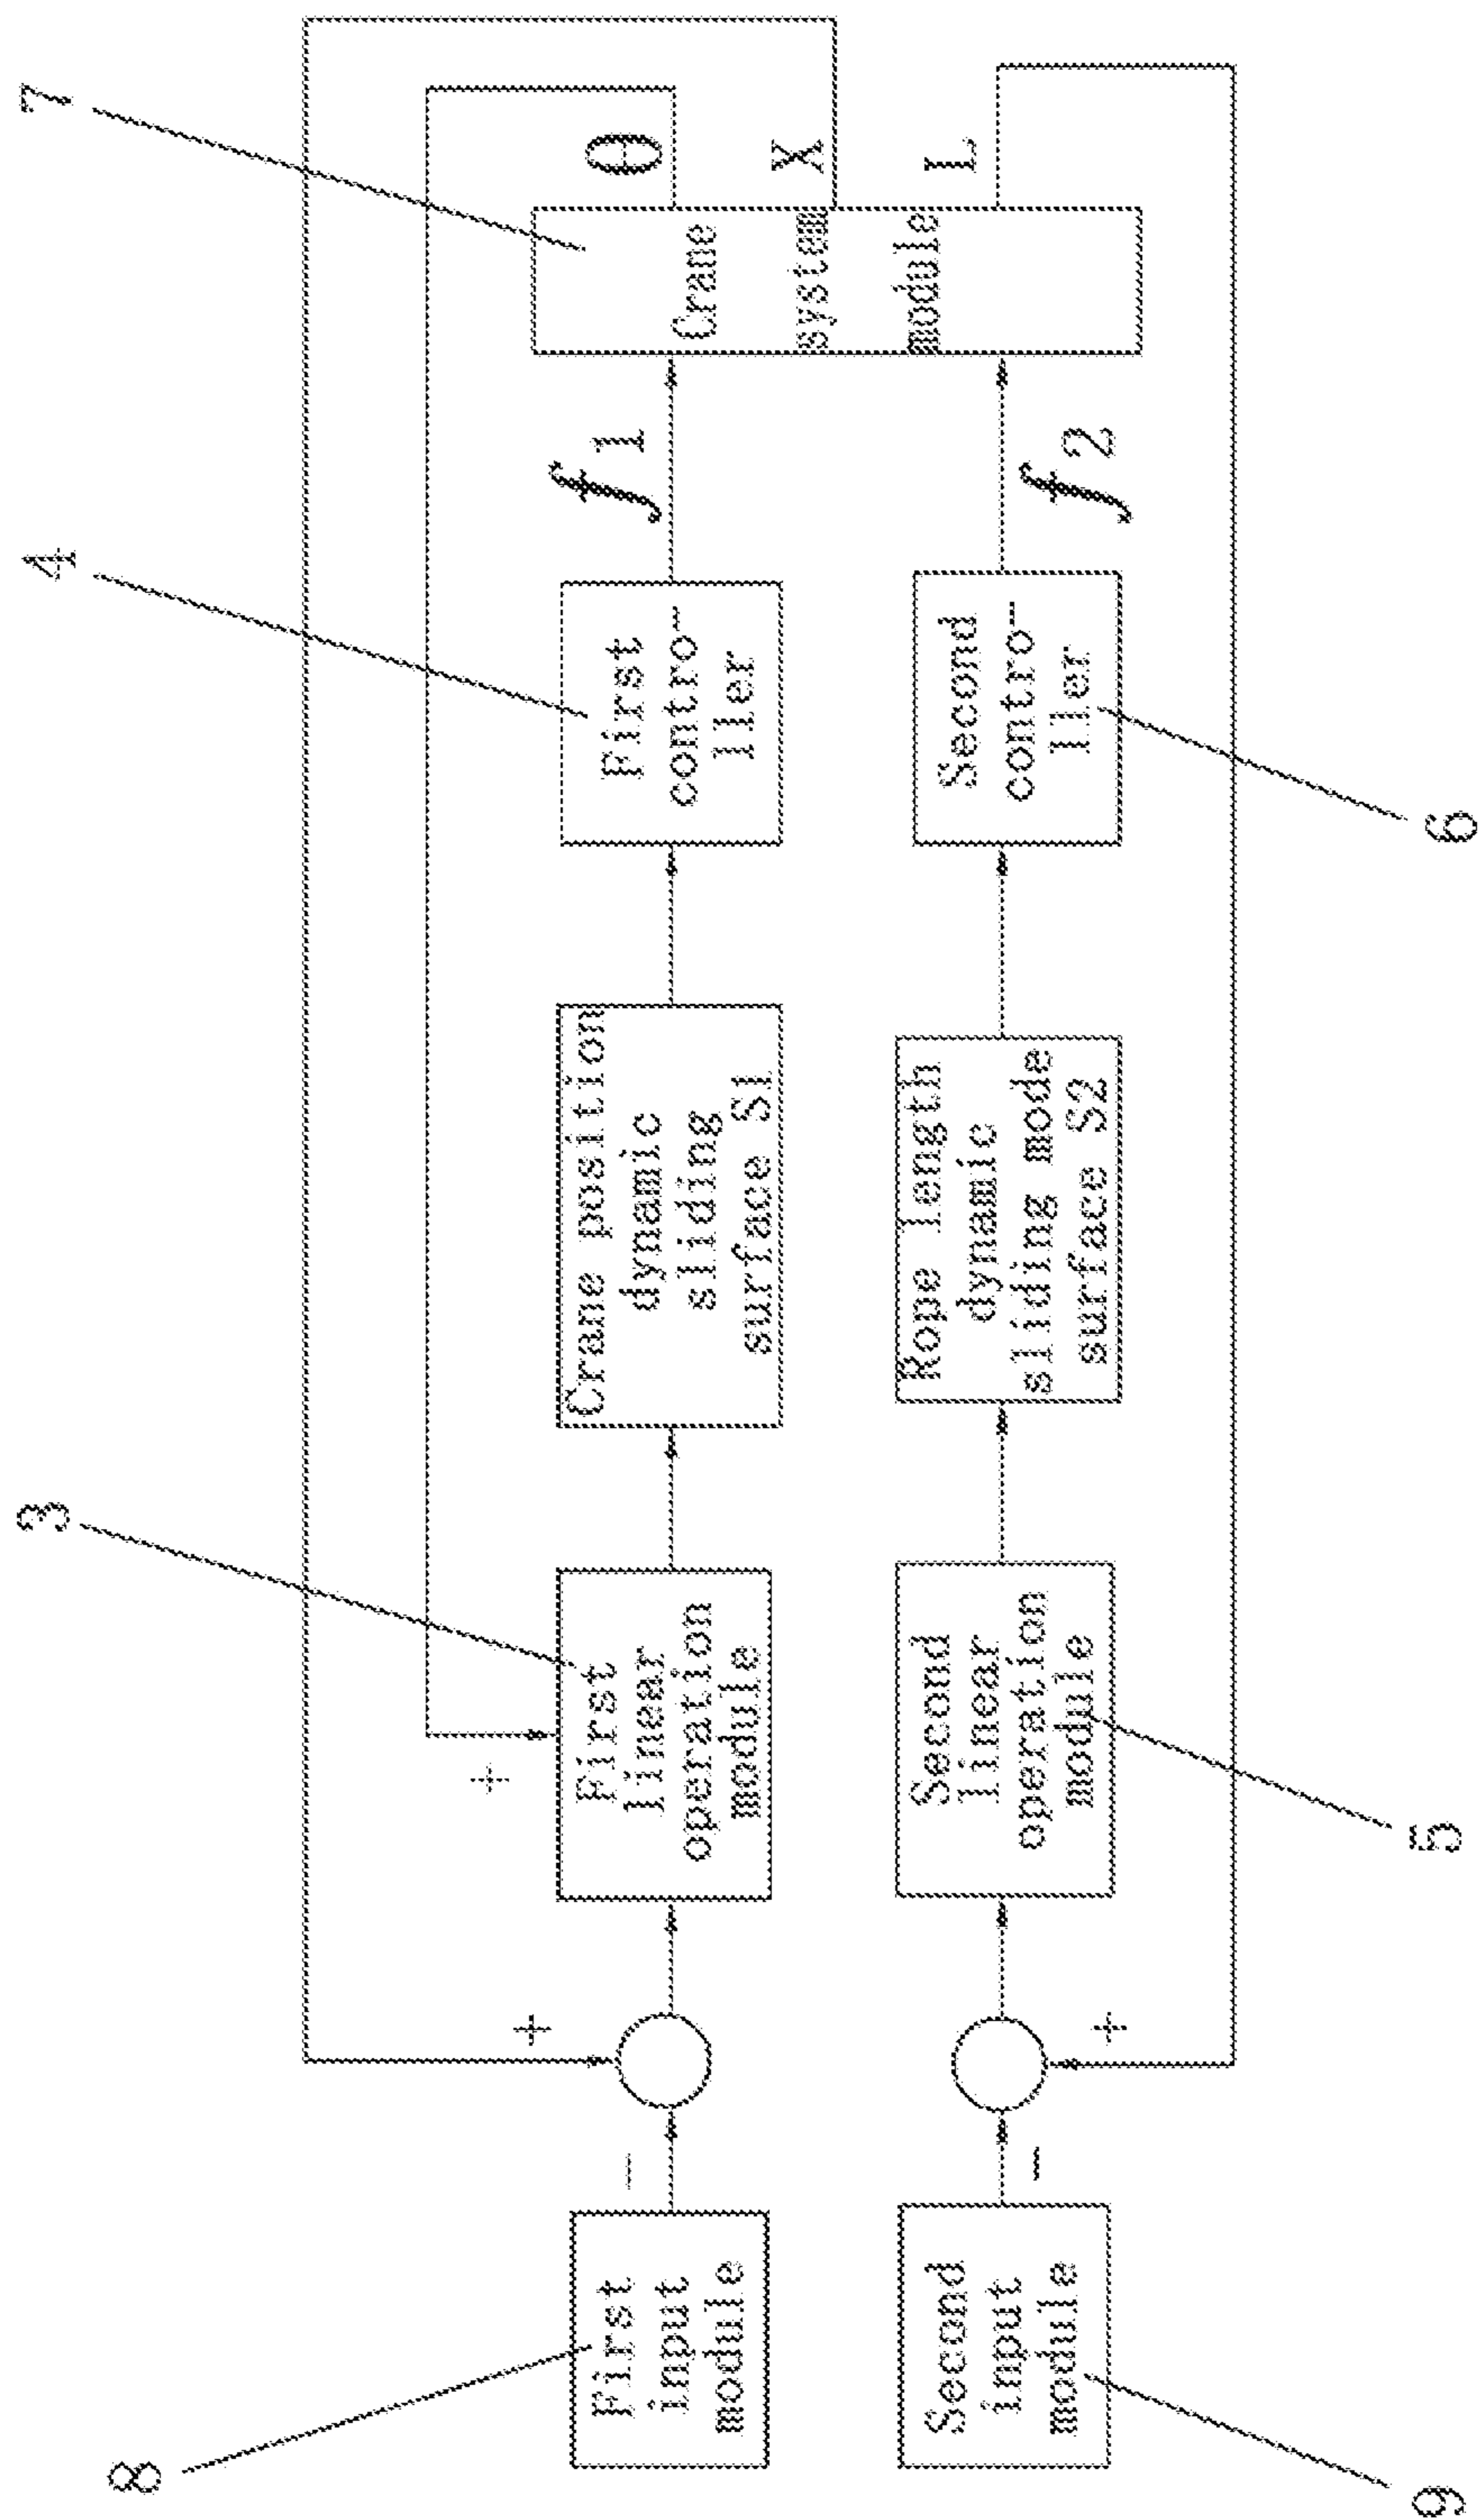 7
4
3
8
First
input
module
-
+
+
First
linear
operation
module
Crane position
dynamic
sliding
surface S1
First
contro-
ller
f1
Crane
system
module
θ
X
L
Second
input
module
-
+
Second
linear
operation
module
Rope length
dynamic
sliding mode
surface S2
Second
contro-
ller
f2
9
5
6